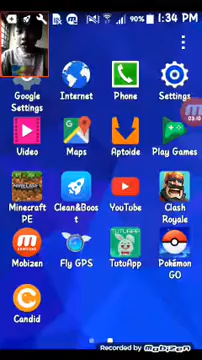 90% 1:34 PM
Google Settings
Internet
Phone
Settings
Video
Maps
Aptoide
Play Games
Minecraft PE
Clean&Boost
YouTube
Clash Royale
Mobizen
Fly GPS
TutuApp
Pokémon GO
Candid
Recorded by Mobizen